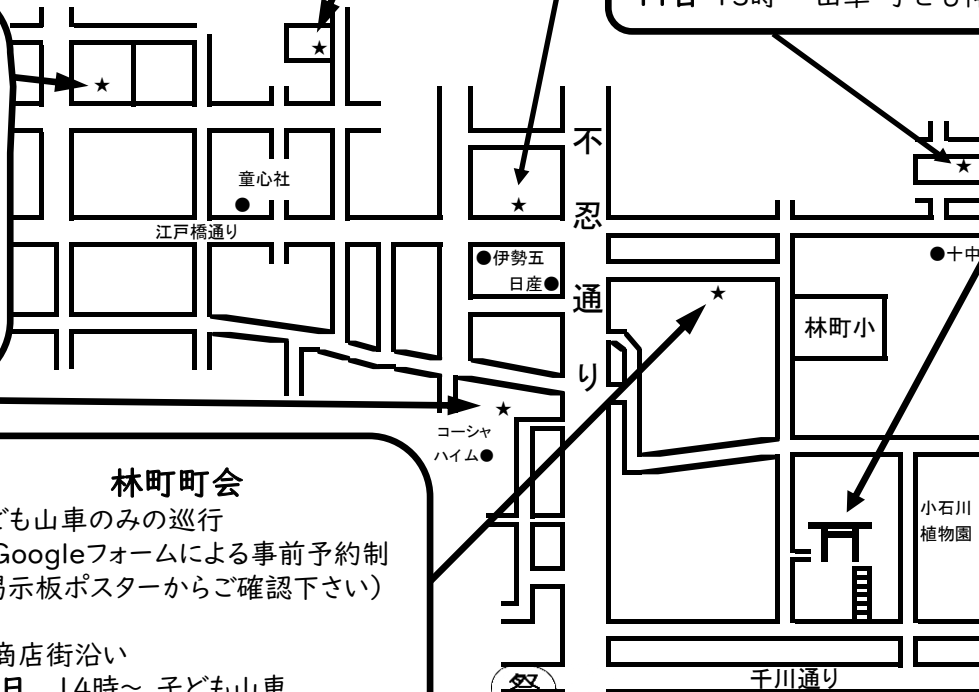 不忍通り
童心社
江戸橋通り
伊勢五
日産
十中
林町小
コーシャ
ハイム
小石川
植物園
林町町会
ども山車のみの巡行
Googleフォームによる事前予約制
掲示板ポスターからご確認下さい）
商店街沿い
日 14時～ 子ども山車
祭
千川通り